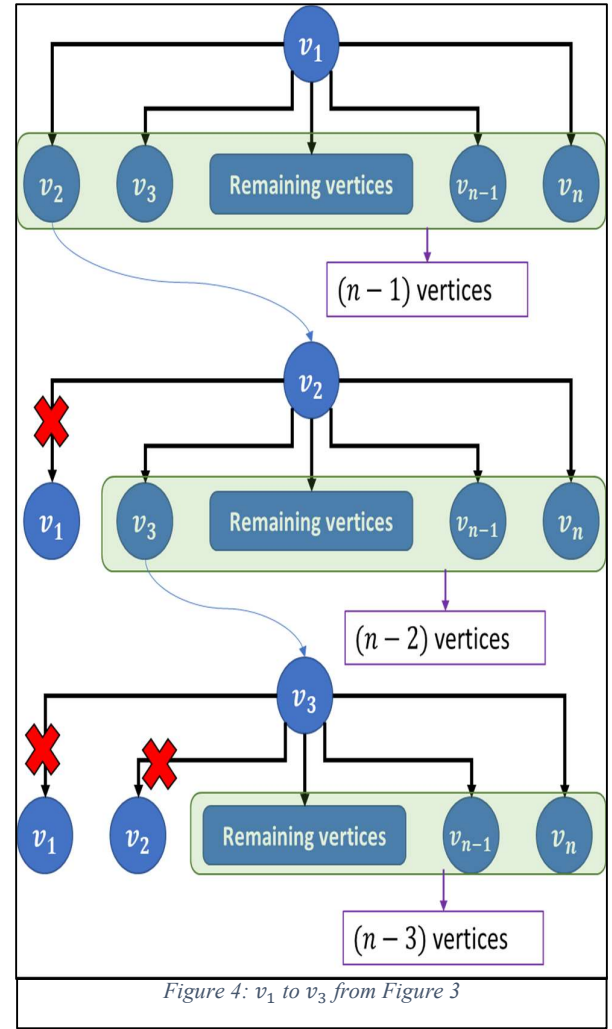 v₁
v₂ v₃ Remaining vertices vₙ₋₁ vₙ
(n − 1) vertices
v₂
v₁ v₃ Remaining vertices vₙ₋₁ vₙ
(n − 2) vertices
v₃
v₁ v₂ Remaining vertices vₙ₋₁ vₙ
(n − 3) vertices
Figure 4: v₁ to v₃ from Figure 3